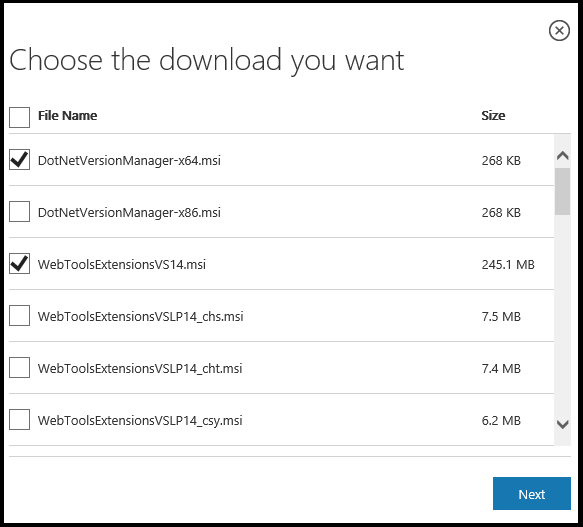 Choose the download you want
File Name Size
DotNetVersionManager-x64.msi 268 KB
DotNetVersionManager-x86.msi 268 KB
WebToolsExtensionsVS14.msi 245.1 MB
WebToolsExtensionsVSLP14_chs.msi 7.5 MB
WebToolsExtensionsVSLP14_cht.msi 7.4 MB
WebToolsExtensionsVSLP14_csy.msi 6.2 MB
Next